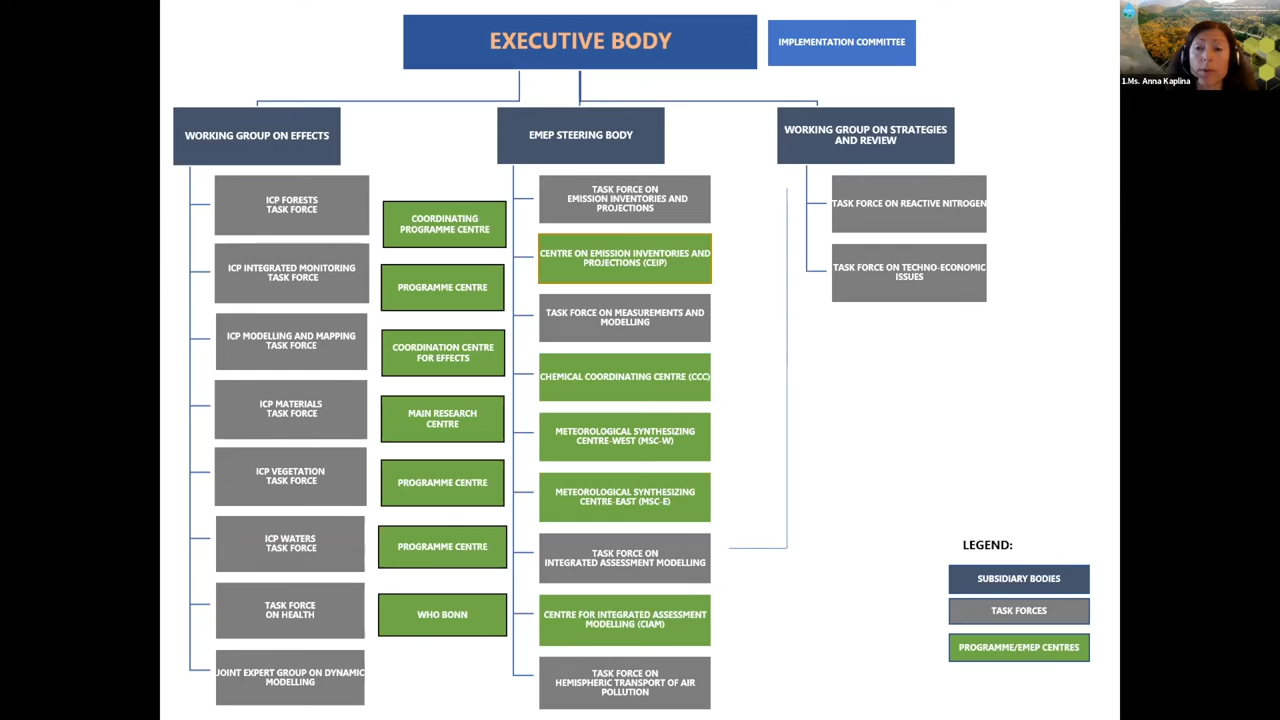 EXECUTIVE BODY
IMPLEMENTATION COMMITTEE
1.Ms. Anna Kaplina
WORKING GROUP ON EFFECTS
EMEP STEERING BODY
WORKING GROUP ON STRATEGIES
AND REVIEW
ICP FORESTS
TASK FORCE
ICP INTEGRATED MONITORING
TASK FORCE
ICP MODELLING AND MAPPING
TASK FORCE
ICP MATERIALS
TASK FORCE
ICP VEGETATION
TASK FORCE
ICP WATERS
TASK FORCE
TASK FORCE
ON HEALTH
JOINT EXPERT GROUP ON DYNAMIC
MODELLING
COORDINATING
PROGRAMME CENTRE
PROGRAMME CENTRE
COORDINATION CENTRE
FOR EFFECTS
MAIN RESEARCH
CENTRE
PROGRAMME CENTRE
PROGRAMME CENTRE
WHO BONN
TASK FORCE ON
EMISSION INVENTORIES AND
PROJECTIONS
CENTRE ON EMISSION INVENTORIES AND
PROJECTIONS (CEIP)
TASK FORCE ON MEASUREMENTS AND
MODELLING
CHEMICAL COORDINATING CENTRE (CCC)
METEOROLOGICAL SYNTHESIZING
CENTRE-WEST (MSC-W)
METEOROLOGICAL SYNTHESIZING
CENTRE-EAST (MSC-E)
TASK FORCE ON
INTEGRATED ASSESSMENT MODELLING
CENTRE FOR INTEGRATED ASSESSMENT
MODELLING (CIAM)
TASK FORCE ON
HEMISPHERIC TRANSPORT OF AIR
POLLUTION
TASK FORCE ON REACTIVE NITROGEN
TASK FORCE ON TECHNO-ECONOMIC
ISSUES
LEGEND:
SUBSIDIARY BODIES
TASK FORCES
PROGRAMME/EMEP CENTRES